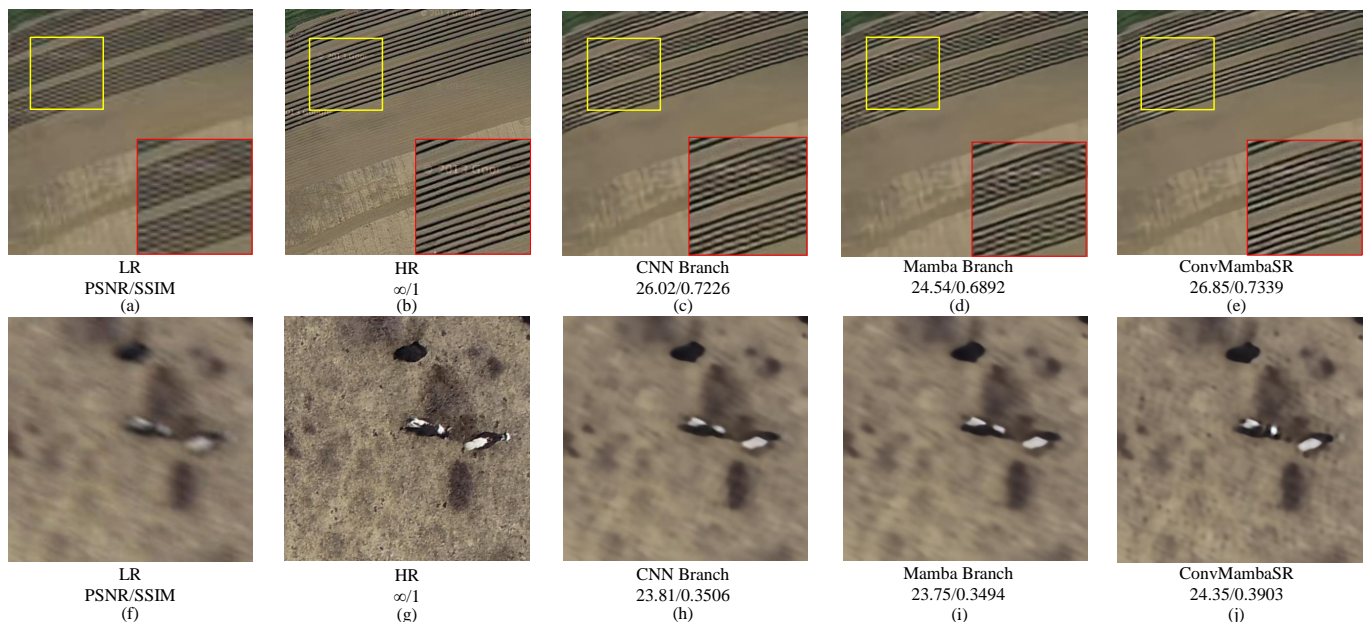 LR
PSNR/SSIM
(a)
HR
∞/1
(b)
CNN Branch
26.02/0.7226
(c)
Mamba Branch
24.54/0.6892
(d)
ConvMambaSR
26.85/0.7339
(e)
LR
PSNR/SSIM
(f)
HR
∞/1
(g)
CNN Branch
23.81/0.3506
(h)
Mamba Branch
23.75/0.3494
(i)
ConvMambaSR
24.35/0.3903
(j)